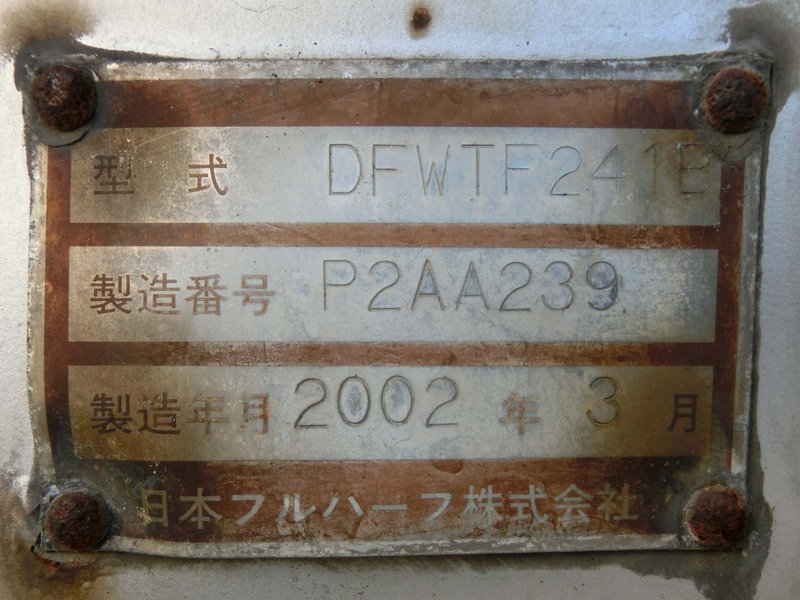 型 式 DFWTF241B
製造番号 P2AA239
製造年月 2002 年 3 月
日本フルハーフ株式会社